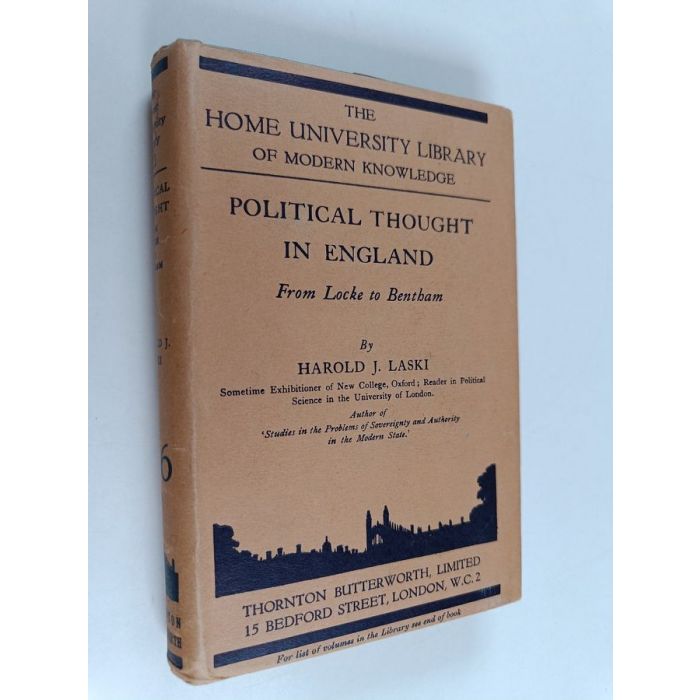 THE
HOME UNIVERSITY LIBRARY
OF MODERN KNOWLEDGE
POLITICAL THOUGHT
IN ENGLAND
From Locke to Bentham
By
HAROLD J. LASKI
Sometime Exhibitioner of New College, Oxford; Reader in Political
Science in the University of London.
Author of
'Studies in the Problems of Sovereignty and Authority
in the Modern State.'
THORNTON BUTTERWORTH, LIMITED
15 BEDFORD STREET, LONDON, W.C.2
For list of volumes in the Library see end of book